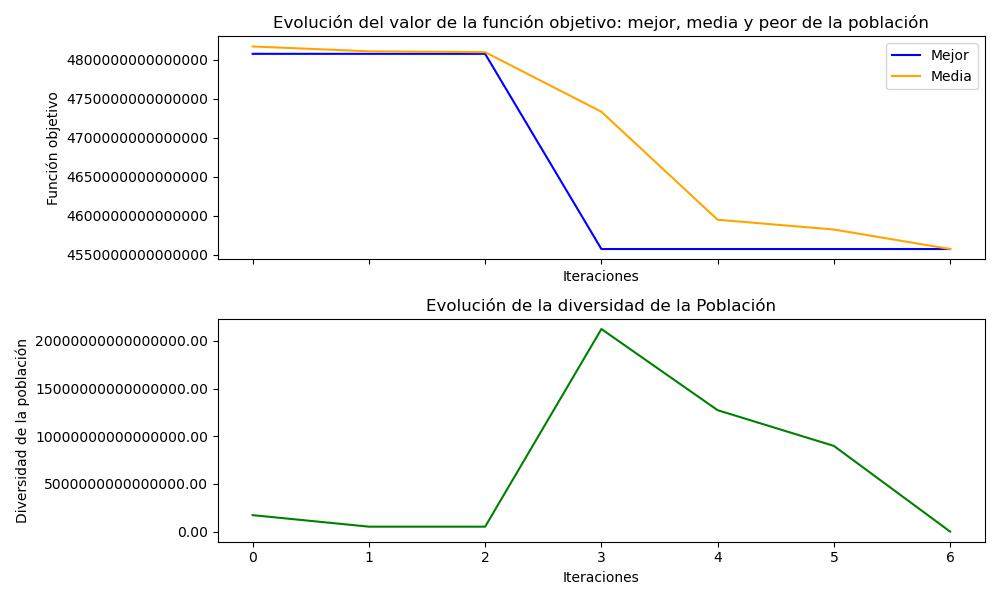 Evolución del valor de la función objetivo: mejor, media y peor de la población
Mejor
Media
Función objetivo
4800000000000000
4750000000000000
4700000000000000
4650000000000000
4600000000000000
4550000000000000
Iteraciones
Evolución de la diversidad de la Población
Diversidad de la población
20000000000000000.00
15000000000000000.00
10000000000000000.00
5000000000000000.00
0.00
0 1 2 3 4 5 6
Iteraciones